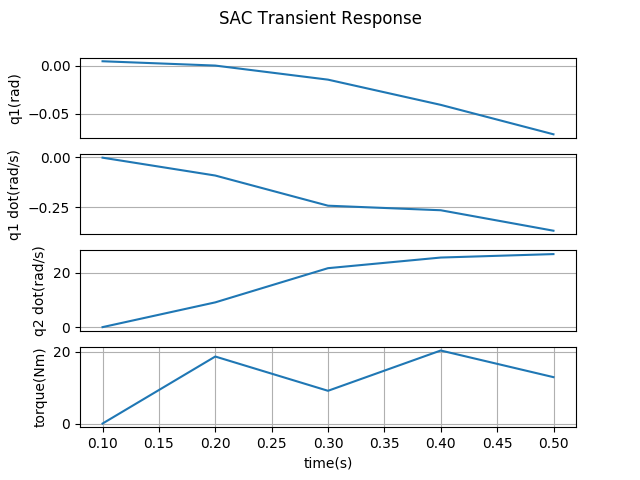 SAC Transient Response
0.00
−0.05
q1(rad)
0.00
−0.25
q1 dot(rad/s)
20
0
q2 dot(rad/s)
20
0
torque(Nm)
0.10 0.15 0.20 0.25 0.30 0.35 0.40 0.45 0.50
time(s)